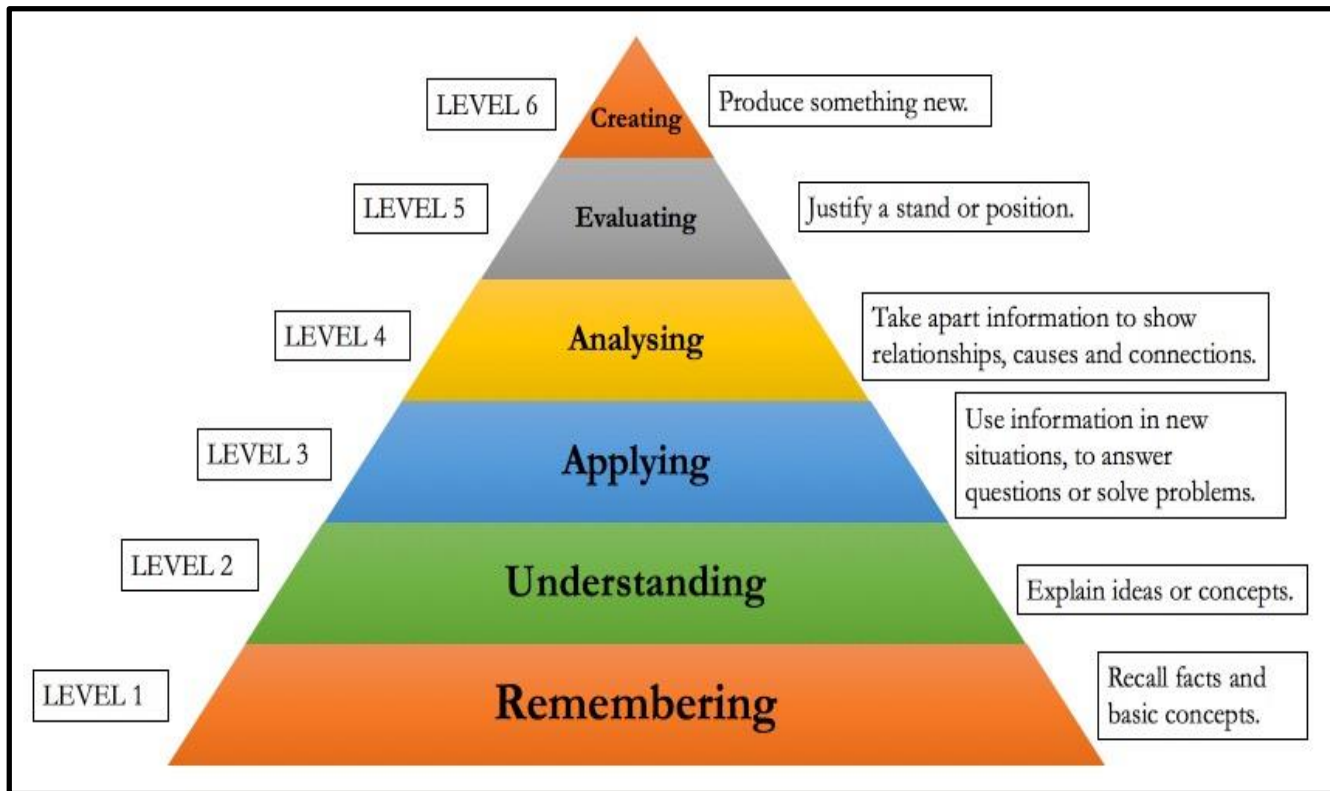 LEVEL 6
Creating
Produce something new.
LEVEL 5
Evaluating
Justify a stand or position.
LEVEL 4
Analysing
Take apart information to show
relationships, causes and connections.
LEVEL 3
Applying
Use information in new
situations, to answer
questions or solve problems.
LEVEL 2
Understanding
Explain ideas or concepts.
LEVEL 1
Remembering
Recall facts and
basic concepts.